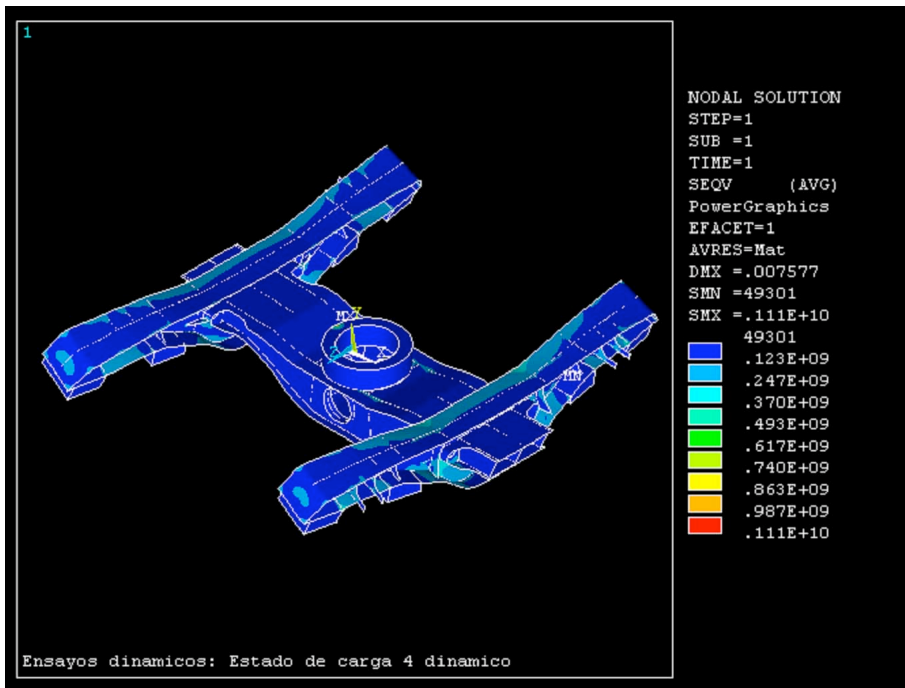 1
NODAL SOLUTION
STEP=1
SUB =1
TIME=1
SEQV (AVG)
PowerGraphics
EFACET=1
AVRES=Mat
DMX =.007577
SMN =49301
SMX =.111E+10
49301
.123E+09
.247E+09
.370E+09
.493E+09
.617E+09
.740E+09
.863E+09
.987E+09
.111E+10
MX
X
MN
Ensayos dinamicos: Estado de carga 4 dinamico